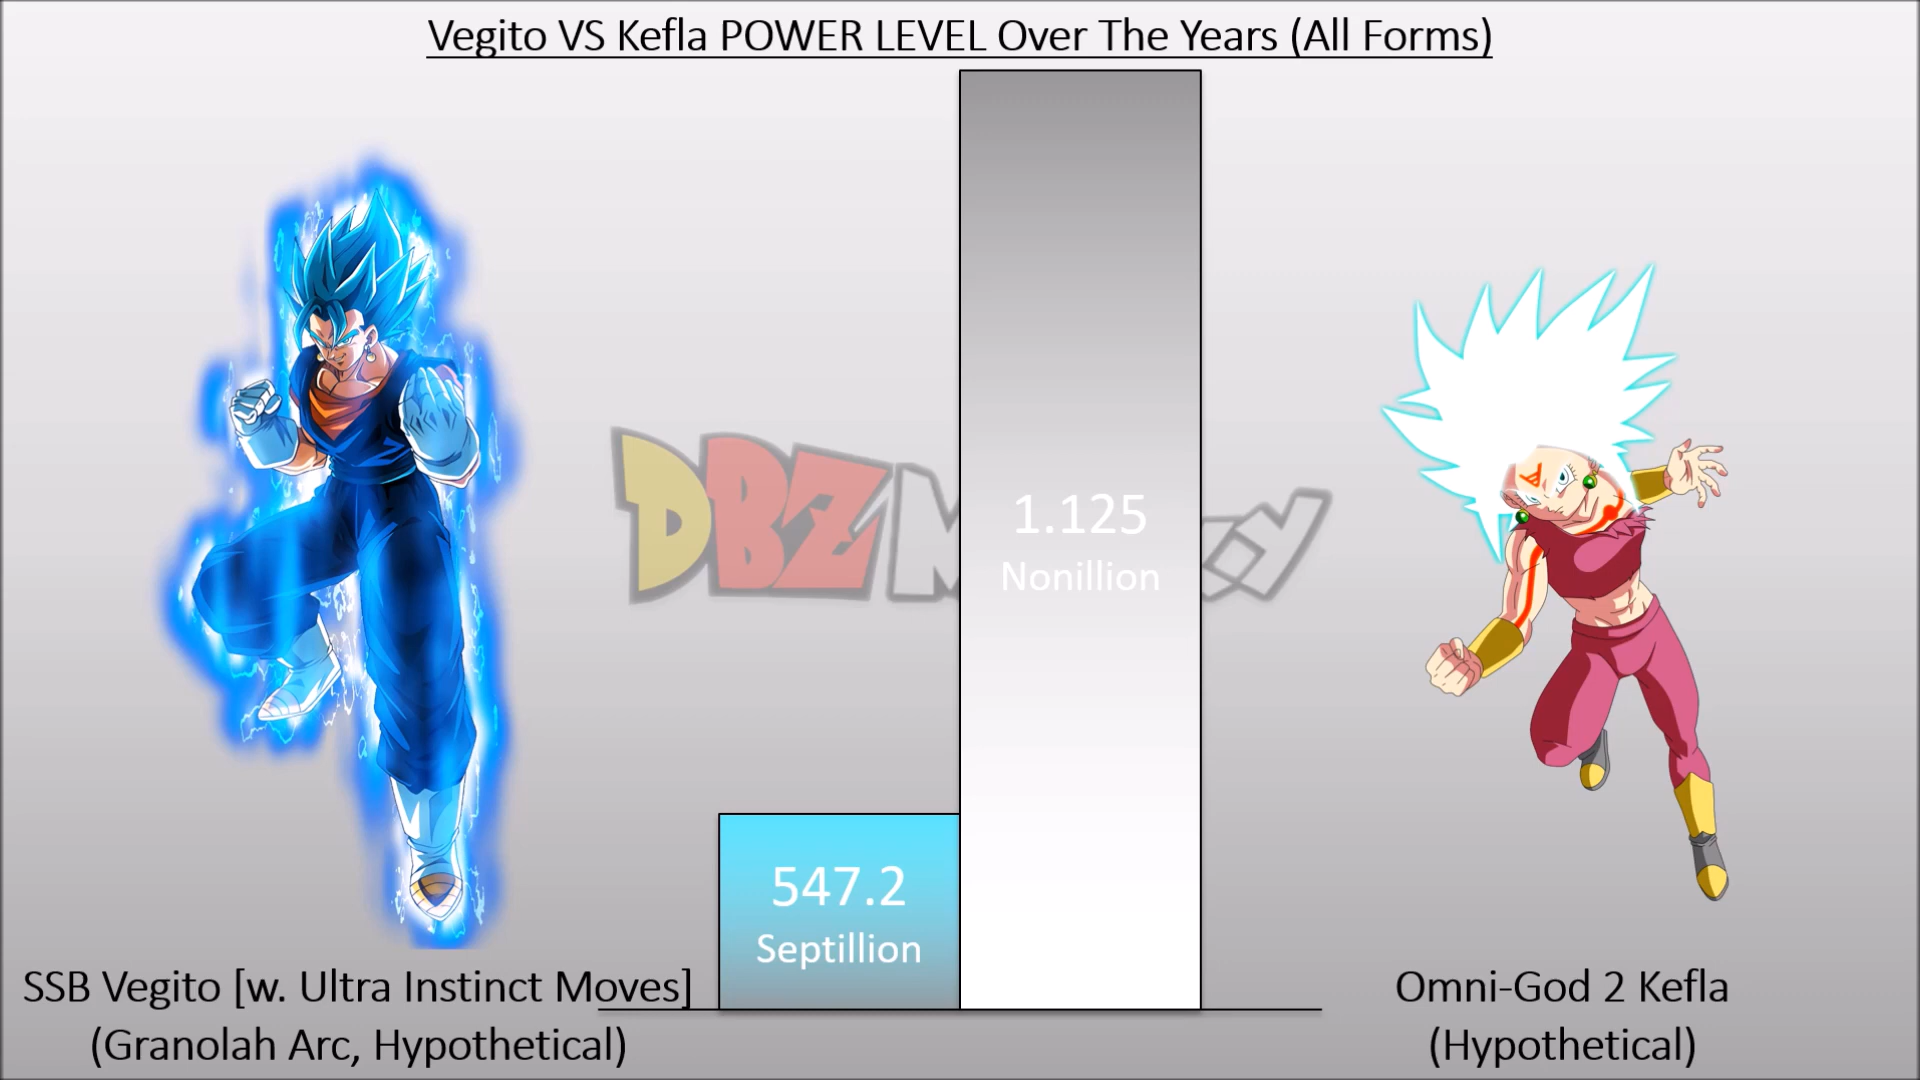 Vegito VS Kefla POWER LEVEL Over The Years (All Forms)
DBZ
1.125
Nonillion
547.2
Septillion
SSB Vegito [w. Ultra Instinct Moves]
(Granolah Arc, Hypothetical)
Omni-God 2 Kefla
(Hypothetical)